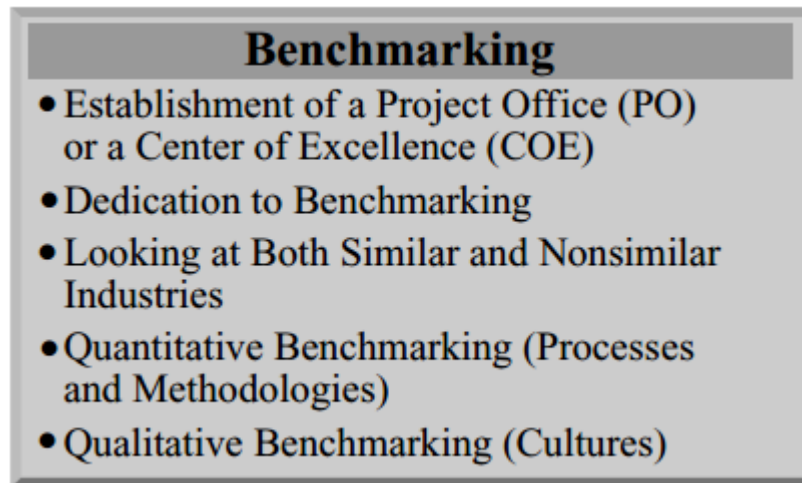 Benchmarking
• Establishment of a Project Office (PO)
or a Center of Excellence (COE)
• Dedication to Benchmarking
• Looking at Both Similar and Nonsimilar
Industries
• Quantitative Benchmarking (Processes
and Methodologies)
• Qualitative Benchmarking (Cultures)